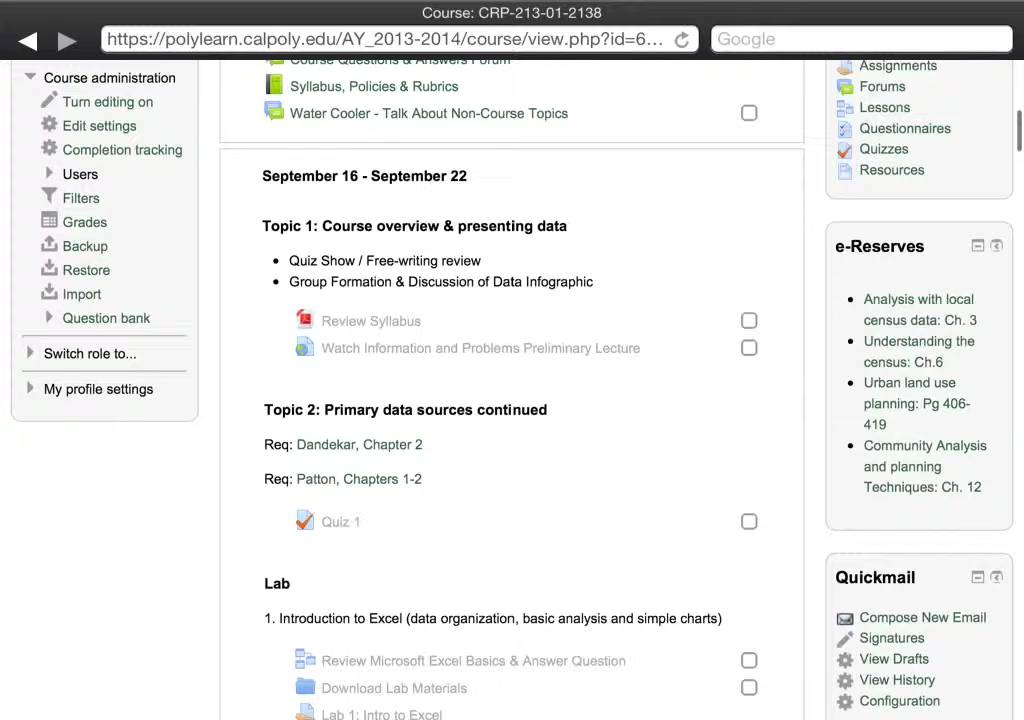 Course: CRP-213-01-2138
https://polylearn.calpoly.edu/AY_2013-2014/course/view.php?id=6...
Google
Course administration
Turn editing on
Edit settings
Completion tracking
Users
Filters
Grades
Backup
Restore
Import
Question bank
Switch role to...
My profile settings
Course Questions & Answers Forum
Syllabus, Policies & Rubrics
Water Cooler - Talk About Non-Course Topics
September 16 - September 22
Topic 1: Course overview & presenting data
Quiz Show / Free-writing review
Group Formation & Discussion of Data Infographic
Review Syllabus
Watch Information and Problems Preliminary Lecture
Topic 2: Primary data sources continued
Req: Dandekar, Chapter 2
Req: Patton, Chapters 1-2
Quiz 1
Lab
1. Introduction to Excel (data organization, basic analysis and simple charts)
Review Microsoft Excel Basics & Answer Question
Download Lab Materials
Lab 1: Intro to Excel
Assignments
Forums
Lessons
Questionnaires
Quizzes
Resources
e-Reserves
Analysis with local
census data: Ch. 3
Understanding the
census: Ch.6
Urban land use
planning: Pg 406-
419
Community Analysis
and planning
Techniques: Ch. 12
Quickmail
Compose New Email
Signatures
View Drafts
View History
Configuration